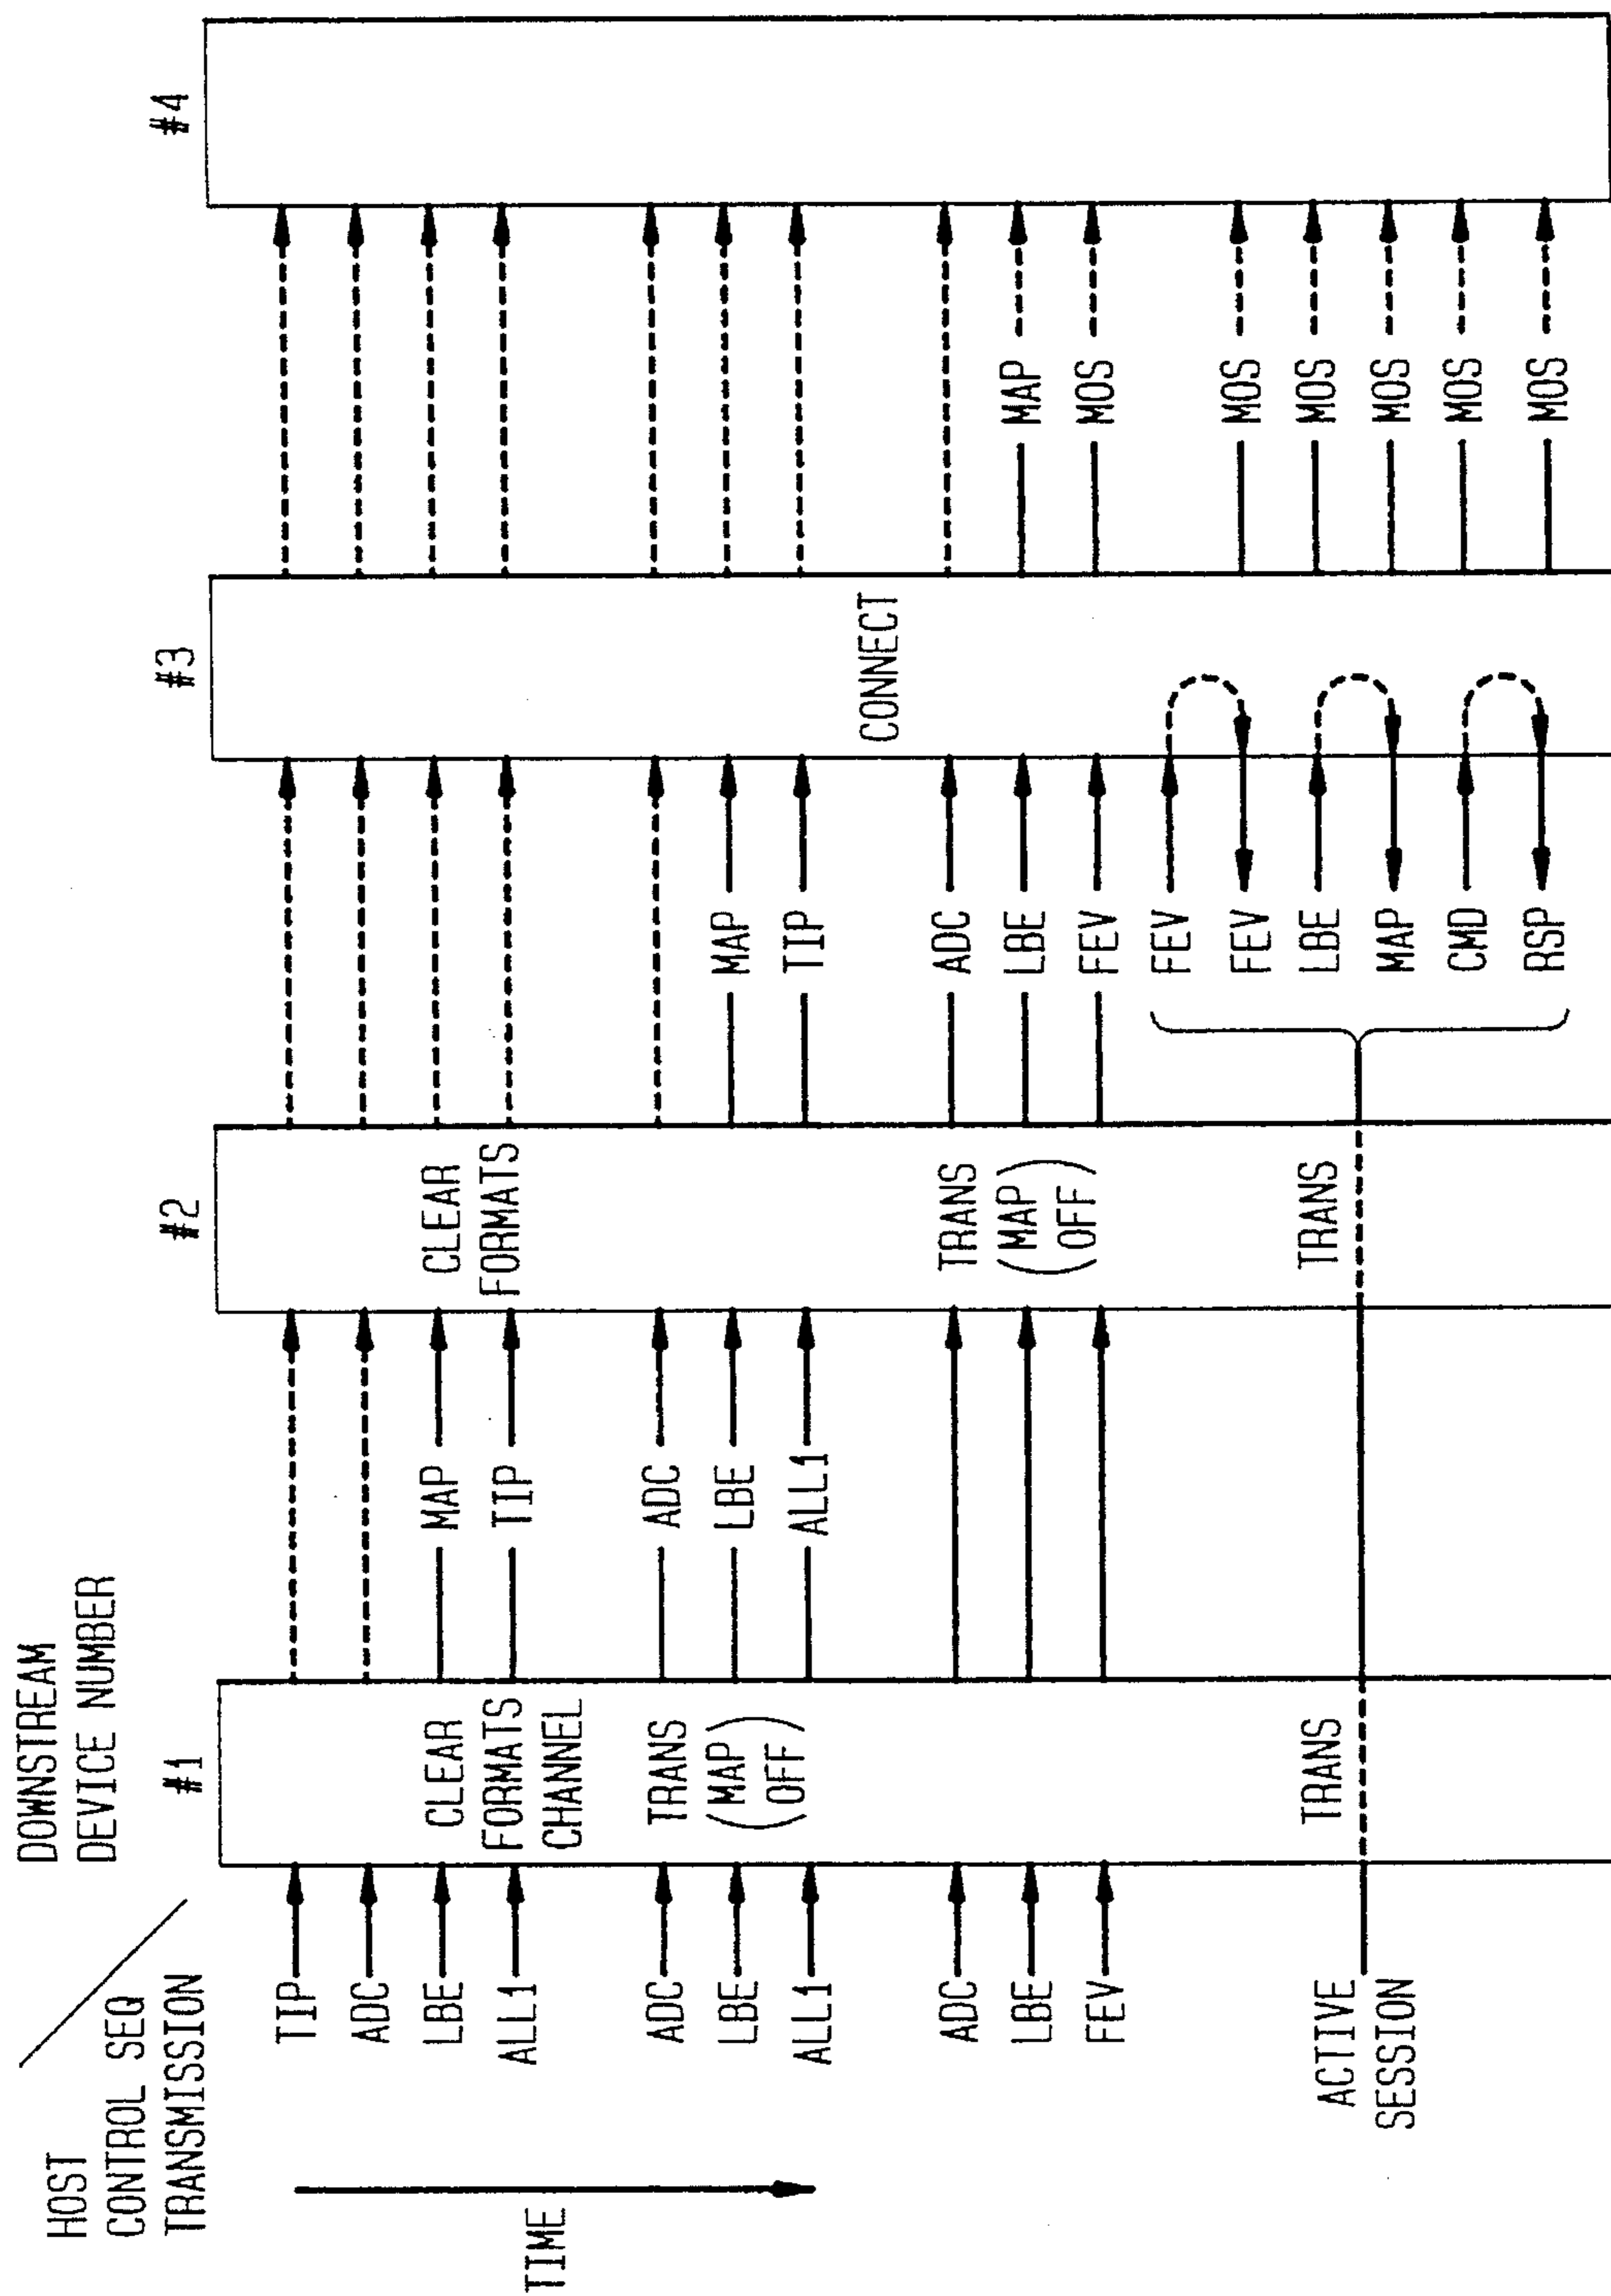 HOST
CONTROL SEQ
TRANSMISSION
DOWNSTREAM
DEVICE NUMBER
#1
#2
#3
#4
TIME
TIP
ADC
LBE
ALL1
CLEAR
FORMATS
CHANNEL
MAP
TIP
CLEAR
FORMATS
ADC
LBE
ALL1
TRANS
(MAP
OFF)
ADC
LBE
ALL1
MAP
TIP
CONNECT
ADC
LBE
FEV
TRANS
(MAP
OFF)
ADC
LBE
FEV
MAP
MOS
ACTIVE
SESSION
TRANS
TRANS
FEV
FEV
LBE
MAP
CMD
RSP
MOS
MOS
MOS
MOS
MOS